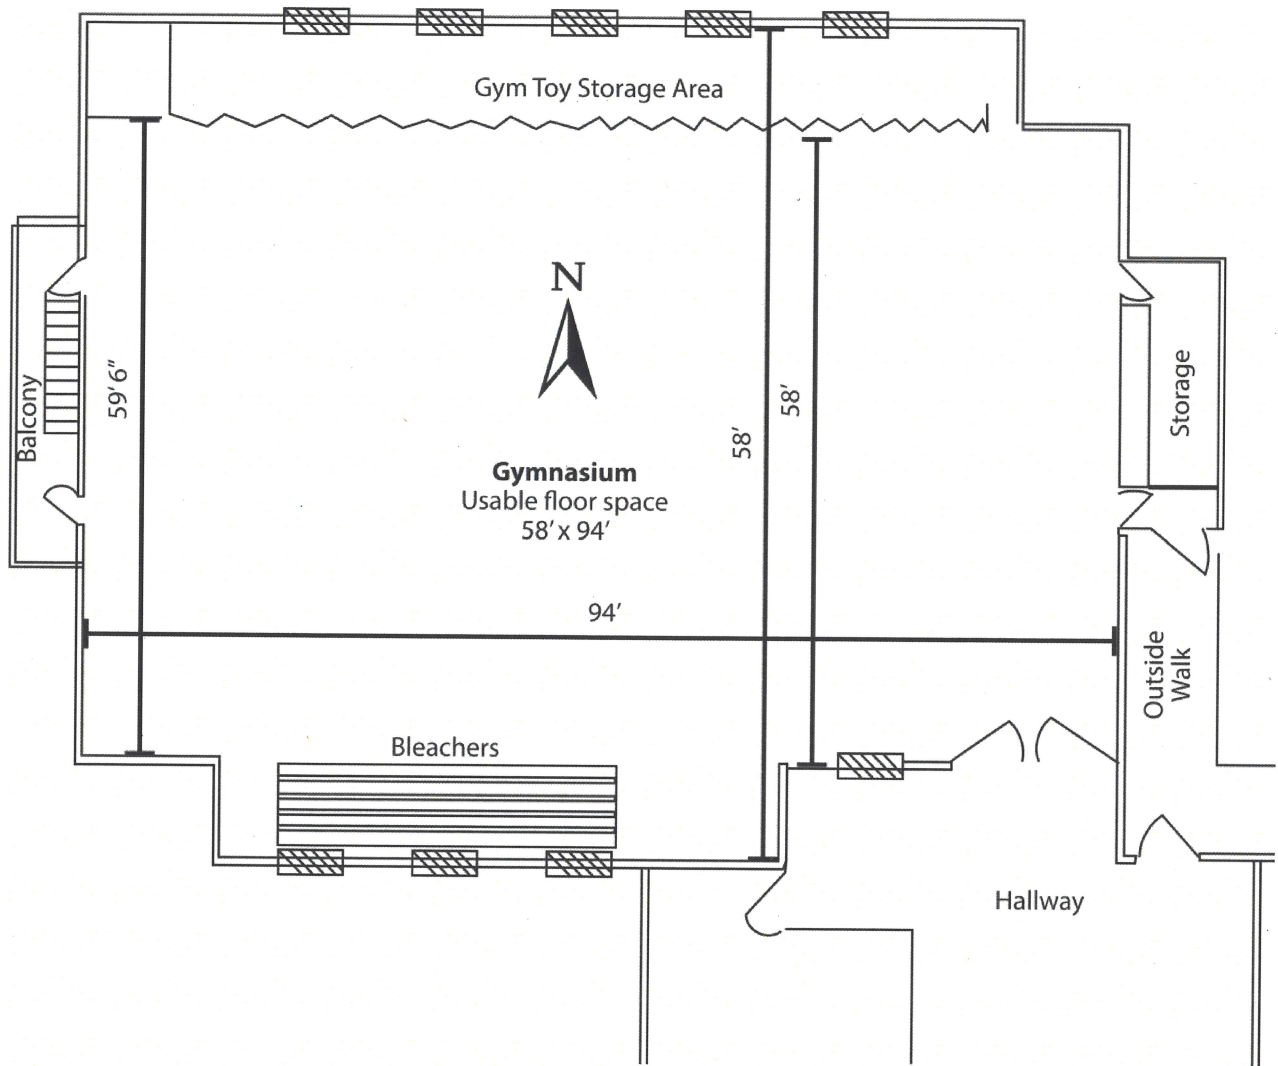 Gym Toy Storage Area
N
59' 6"
58'
58'
Balcony
Storage
Gymnasium
Usable floor space
58' x 94'
94'
Outside
Walk
Bleachers
Hallway